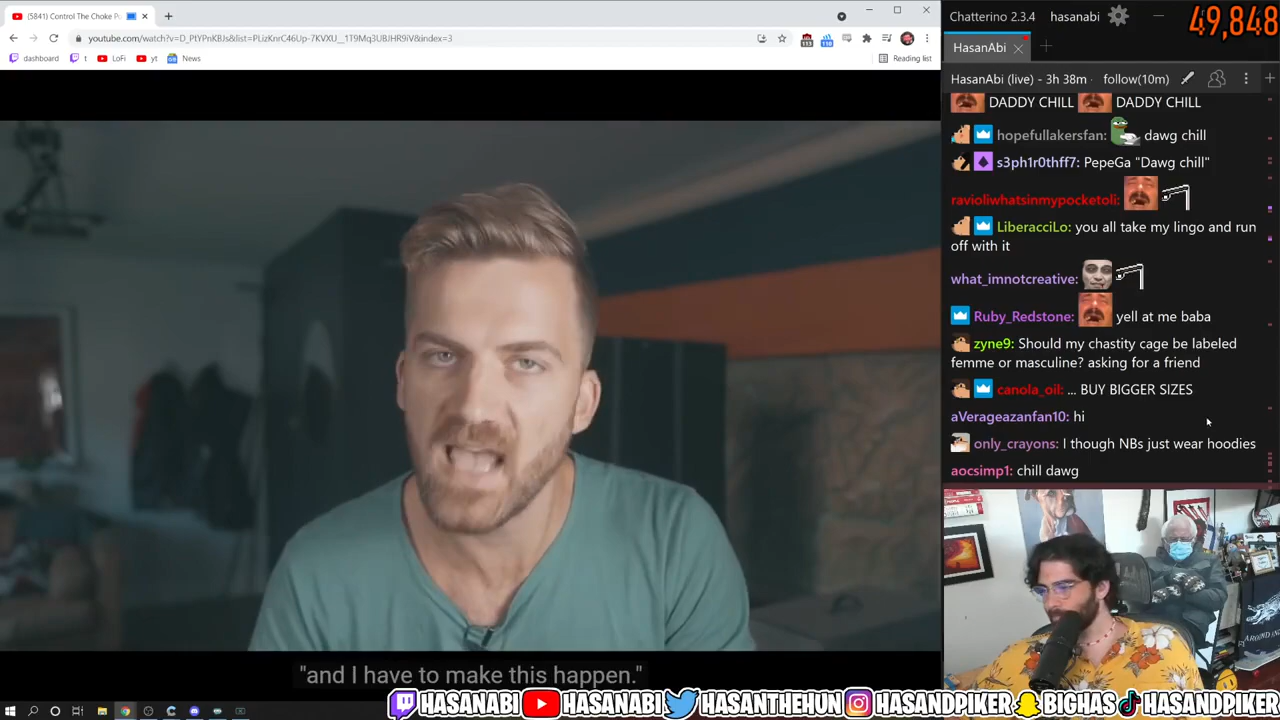 (5841) Control The Choke Po
youtube.com/watch?v=D_PtYPnKBJs&list=PLizKnrC46Up-7KVXU__1T9Mq3U8JHR9iV&index=3
dashboard
t
LoFi
yt
News
Reading list
"and I have to make this happen."
Chatterino 2.3.4
hasanabi
49,848
HasanAbi
HasanAbi (live) - 3h 38m
follow(10m)
DADDY CHILL DADDY CHILL
hopefullakersfan: dawg chill
s3ph1r0thff7: PepeGa "Dawg chill"
ravioliwhatsinmypocketoli:
LiberacciLo: you all take my lingo and run
off with it
what_imnotcreative:
Ruby_Redstone: yell at me baba
zyne9: Should my chastity cage be labeled
femme or masculine? asking for a friend
canola_oil: ... BUY BIGGER SIZES
aVerageazanfan10: hi
only_crayons: I though NBs just wear hoodies
aocsimp1: chill dawg
HASANABI HASANABI HASANTHEHUN HASANDPIKER BIGHAS HASANDPIKER